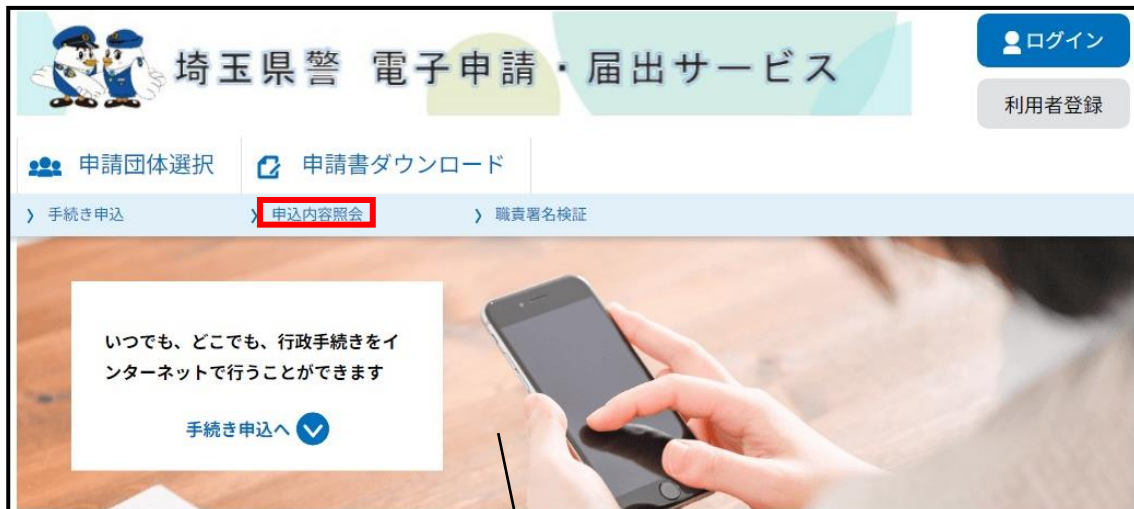 埼玉県警 電子申請・届出サービス
ログイン
利用者登録
申請団体選択
申請書ダウンロード
手続き申込
申込内容照会
職責署名検証
いつでも、どこでも、行政手続きをイ
ンターネットで行うことができます
手続き申込へ